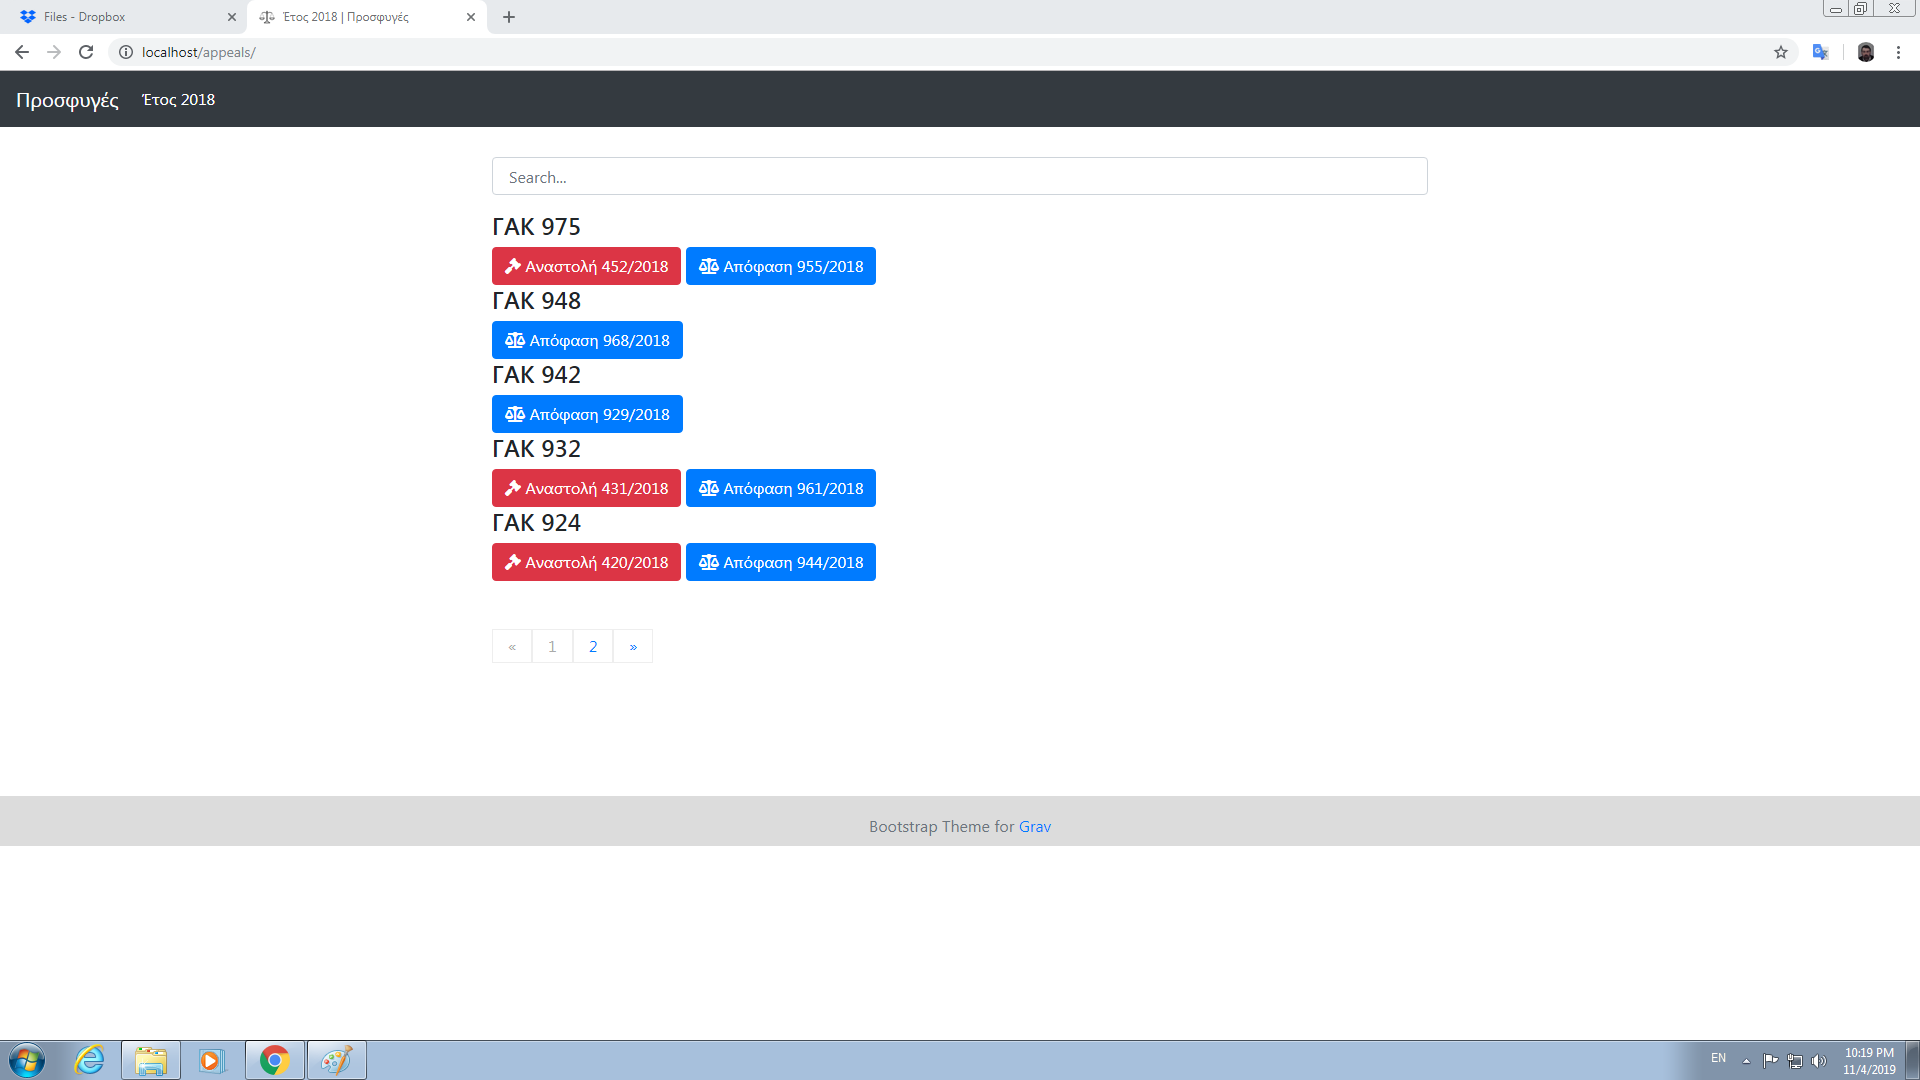 Files - Dropbox
Έτος 2018 | Προσφυγές
localhost/appeals/
Προσφυγές Έτος 2018
Search...
ΓΑΚ 975
Αναστολή 452/2018 Απόφαση 955/2018
ΓΑΚ 948
Απόφαση 968/2018
ΓΑΚ 942
Απόφαση 929/2018
ΓΑΚ 932
Αναστολή 431/2018 Απόφαση 961/2018
ΓΑΚ 924
Αναστολή 420/2018 Απόφαση 944/2018
« 1 2 »
Bootstrap Theme for Grav
EN
10:19 PM
11/4/2019